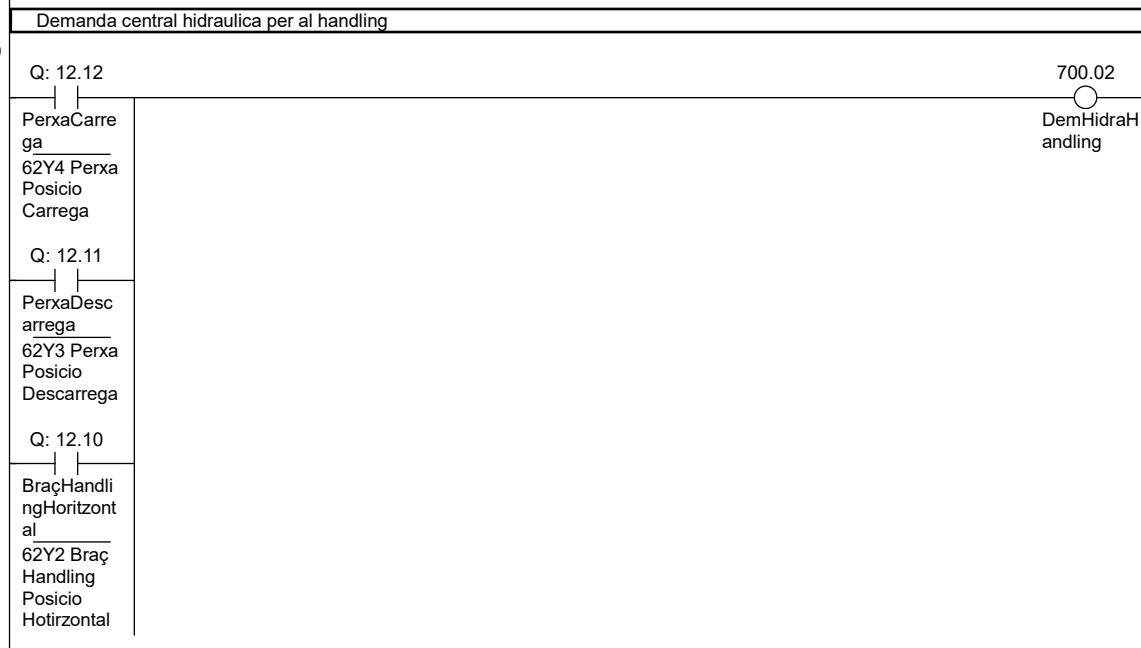 Demanda central hidraulica per al handling
Q: 12.12
700.02
PerxaCarre
ga
62Y4 Perxa
Posicio
Carrega
DemHidraH
andling
Q: 12.11
PerxaDesc
arrega
62Y3 Perxa
Posicio
Descarrega
Q: 12.10
BraçHandli
ngHoritzont
al
62Y2 Braç
Handling
Posicio
Hotirzontal